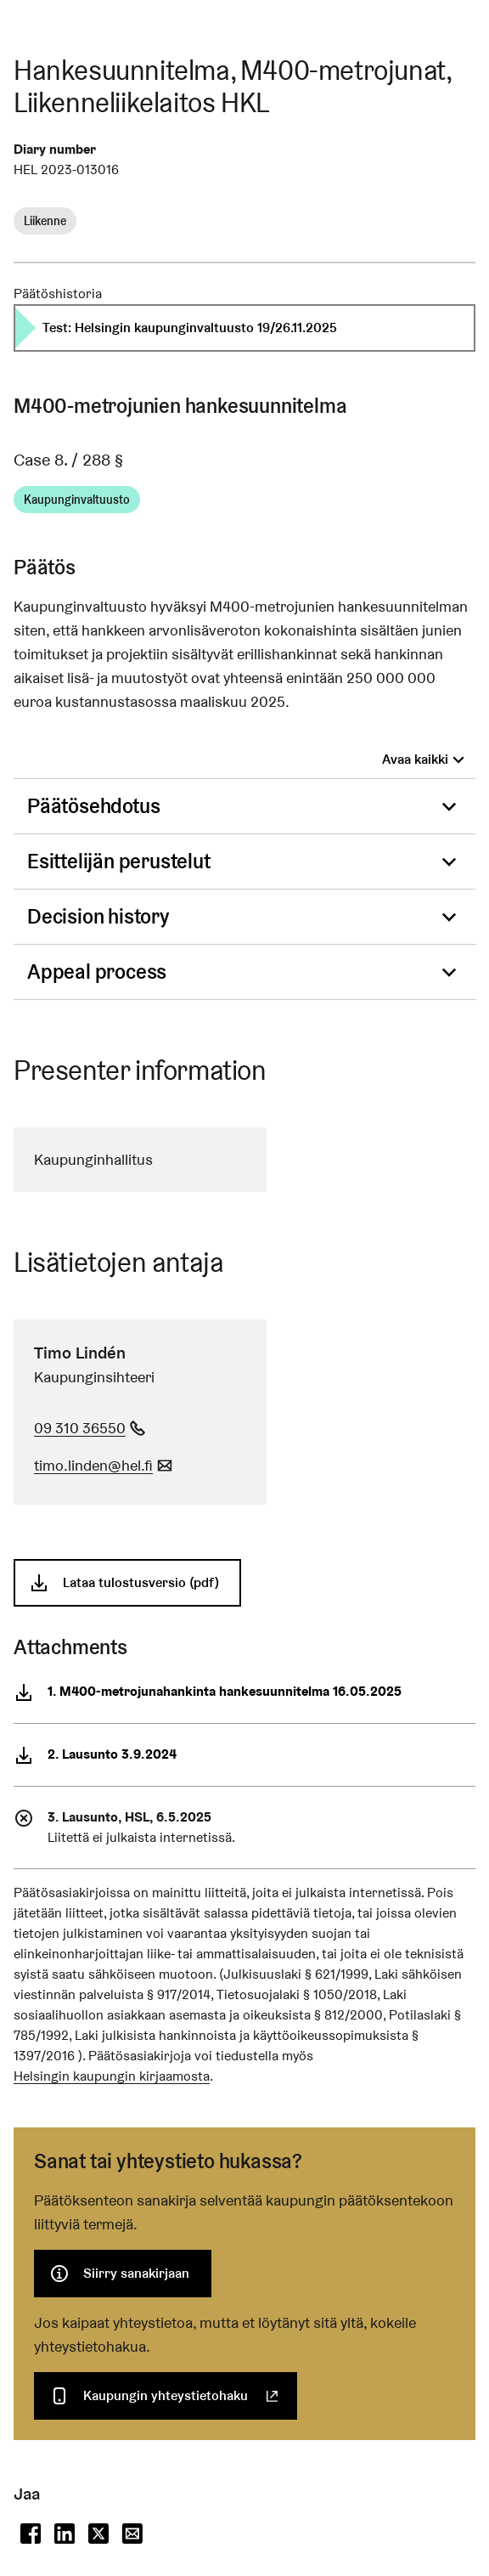 Hankesuunnitelma, M400-metrojunat,
Liikenneliikelaitos HKL
Diary number
HEL 2023-013016
Liikenne
Päätöshistoria
Test: Helsingin kaupunginvaltuusto 19/26.11.2025
M400-metrojunien hankesuunnitelma
Case 8. / 288 §
Kaupunginvaltuusto
Päätös
Kaupunginvaltuusto hyväksyi M400-metrojunien hankesuunnitelman
siten, että hankkeen arvonlisäveroton kokonaishinta sisältäen junien
toimitukset ja projektiin sisältyvät erillishankinnat sekä hankinnan
aikaiset lisä- ja muutostyöt ovat yhteensä enintään 250 000 000
euroa kustannustasossa maaliskuu 2025.
Avaa kaikki
Päätösehdotus
Esittelijän perustelut
Decision history
Appeal process
Presenter information
Kaupunginhallitus
Lisätietojen antaja
Timo Lindén
Kaupunginsihteeri
09 310 36550
timo.linden@hel.fi
Lataa tulostusversio (pdf)
Attachments
1. M400-metrojunahankinta hankesuunnitelma 16.05.2025
2. Lausunto 3.9.2024
3. Lausunto, HSL, 6.5.2025
Liitettä ei julkaista internetissä.
Päätösasiakirjoissa on mainittu liitteitä, joita ei julkaista internetissä. Pois
jätetään liitteet, jotka sisältävät salassa pidettäviä tietoja, tai joissa olevien
tietojen julkistaminen voi vaarantaa yksityisyyden suojan tai
elinkeinonharjoittajan liike- tai ammattisalaisuuden, tai joita ei ole teknisistä
syistä saatu sähköiseen muotoon. (Julkisuuslaki § 621/1999, Laki sähköisen
viestinnän palveluista § 917/2014, Tietosuojalaki § 1050/2018, Laki
sosiaalihuollon asiakkaan asemasta ja oikeuksista § 812/2000, Potilaslaki §
785/1992, Laki julkisista hankinnoista ja käyttöoikeussopimuksista §
1397/2016 ). Päätösasiakirjoja voi tiedustella myös
Helsingin kaupungin kirjaamosta.
Sanat tai yhteystieto hukassa?
Päätöksenteon sanakirja selventää kaupungin päätöksentekoon
liittyviä termejä.
Siirry sanakirjaan
Jos kaipaat yhteystietoa, mutta et löytänyt sitä yltä, kokeile
yhteystietohakua.
Kaupungin yhteystietohaku
Jaa